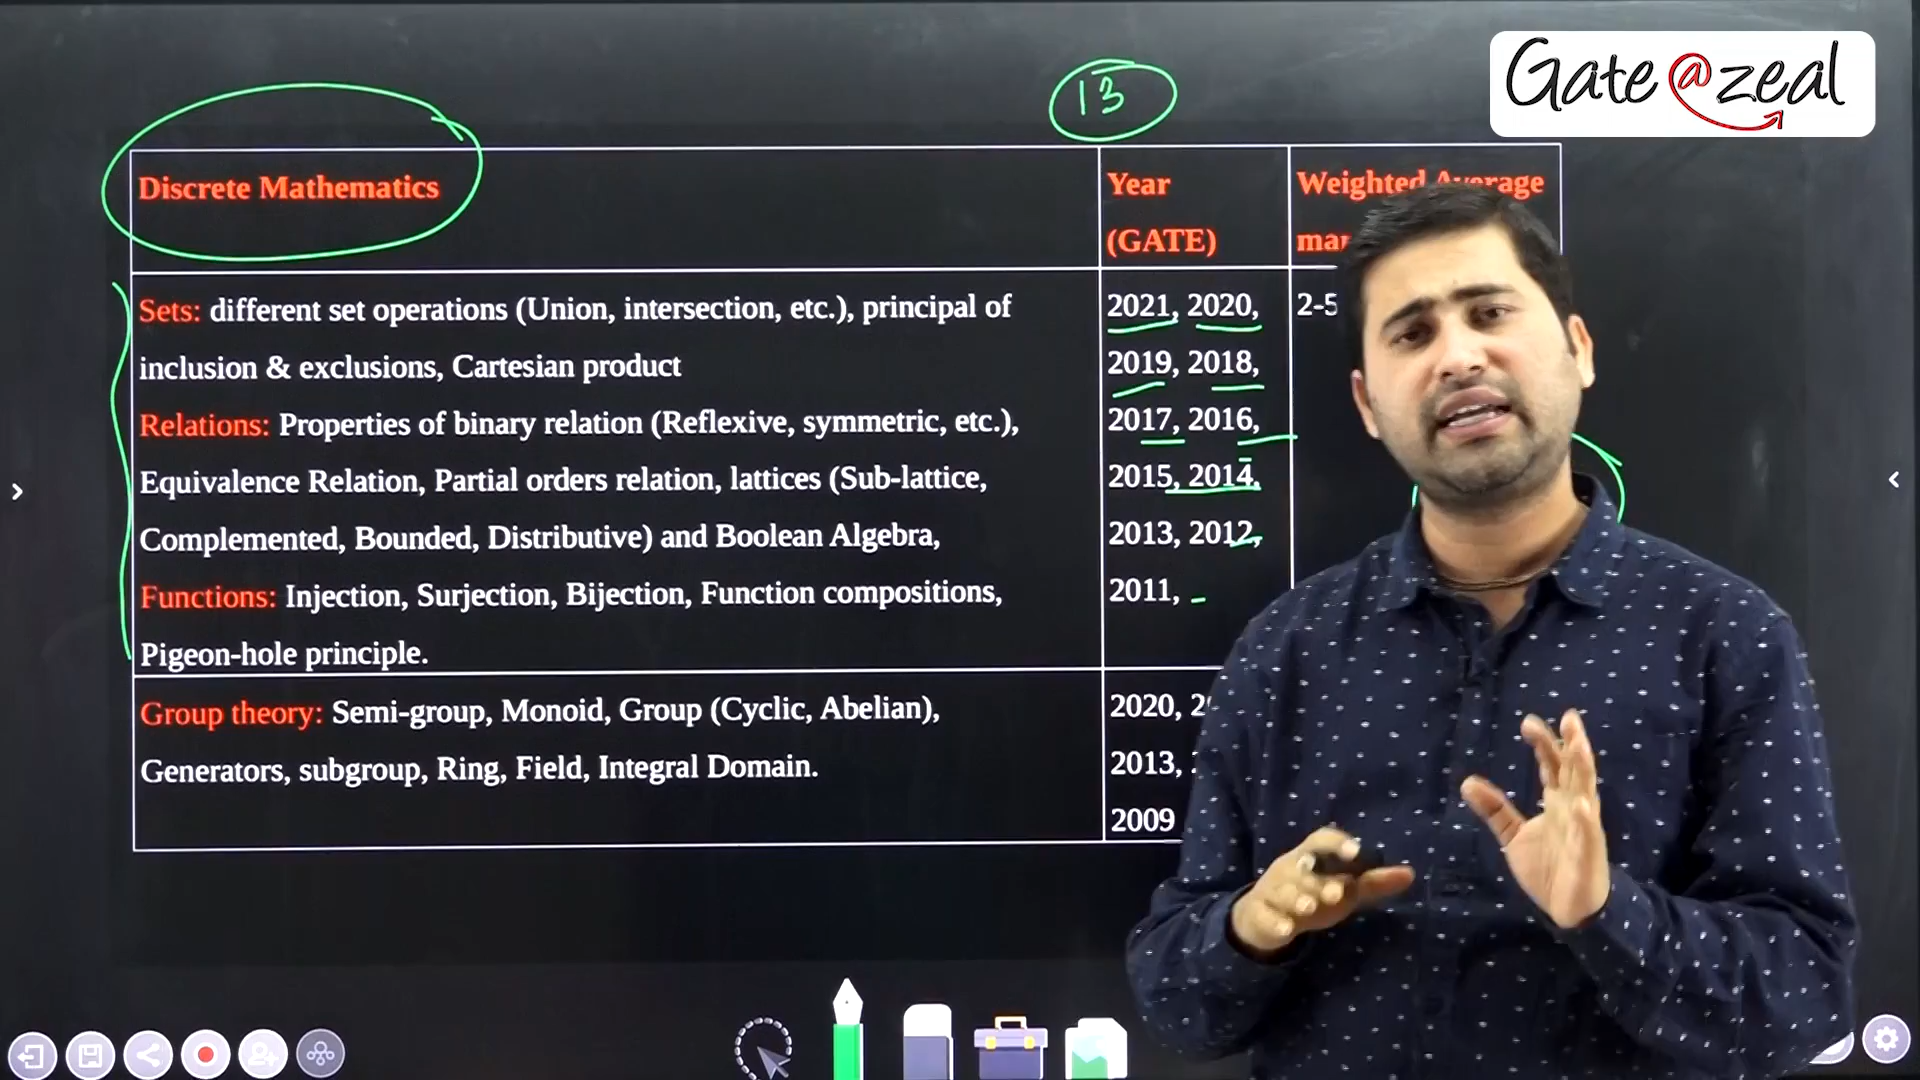 Gate@zeal
13
Discrete Mathematics
Year
(GATE)
Weighted Average
Sets: different set operations (Union, intersection, etc.), principal of
inclusion & exclusions, Cartesian product
Relations: Properties of binary relation (Reflexive, symmetric, etc.),
Equivalence Relation, Partial orders relation, lattices (Sub-lattice,
Complemented, Bounded, Distributive) and Boolean Algebra,
Functions: Injection, Surjection, Bijection, Function compositions,
Pigeon-hole principle.
2021, 2020,
2019, 2018,
2017, 2016,
2015, 2014,
2013, 2012,
2011,
2-5
Group theory: Semi-group, Monoid, Group (Cyclic, Abelian),
Generators, subgroup, Ring, Field, Integral Domain.
2020,
2013,
2009